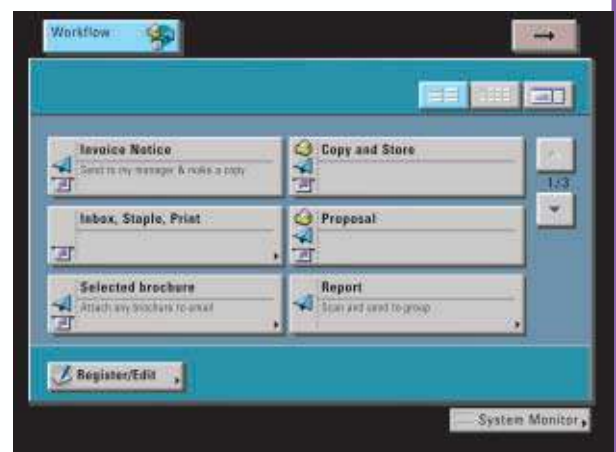 Workflow
Invoice Notice
Send to my manager & make a copy
Copy and Store
1/3
Inbox, Staple, Print
Proposal
Selected brochure
Attach any brochure to email
Report
Scan and send to group
Register/Edit
System Monitor